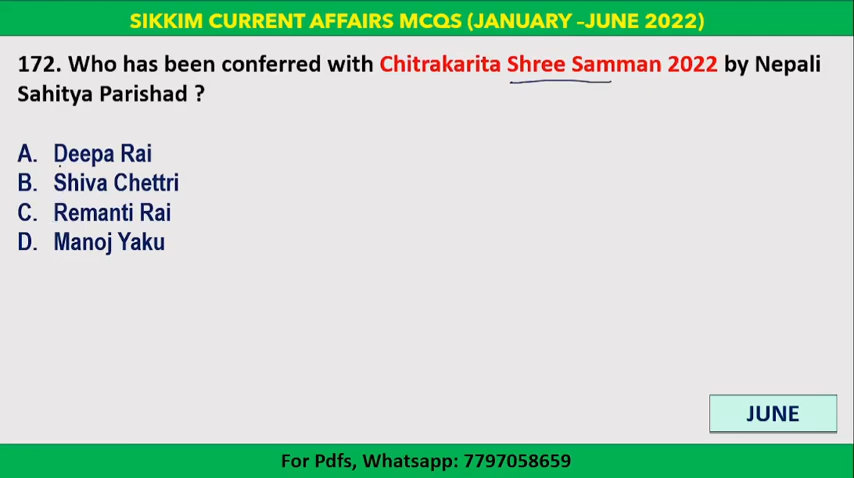 SIKKIM CURRENT AFFAIRS MCQS (JANUARY –JUNE 2022)
172. Who has been conferred with Chitrakarita Shree Samman 2022 by Nepali
Sahitya Parishad ?
A. Deepa Rai
B. Shiva Chettri
C. Remanti Rai
D. Manoj Yaku
JUNE
For Pdfs, Whatsapp: 7797058659